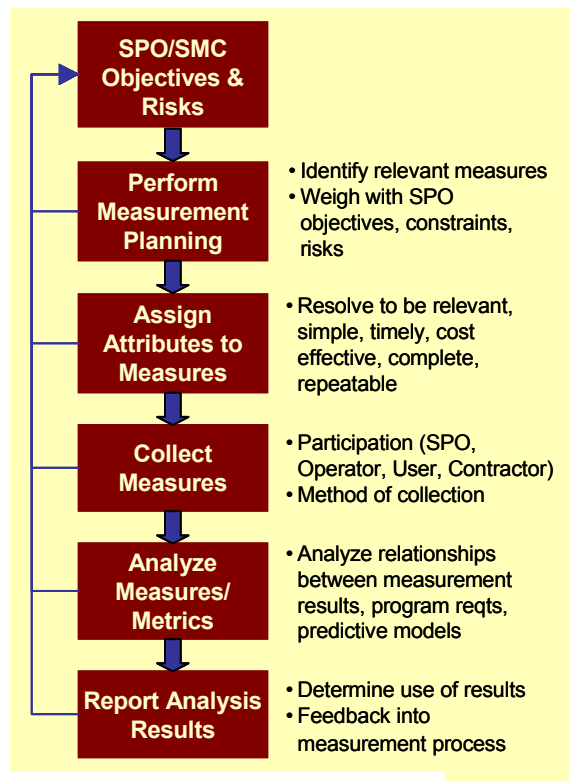 SPO/SMC
Objectives &
Risks
Perform
Measurement
Planning
• Identify relevant measures
• Weigh with SPO
objectives, constraints,
risks
Assign
Attributes to
Measures
• Resolve to be relevant,
simple, timely, cost
effective, complete,
repeatable
Collect
Measures
• Participation (SPO,
Operator, User, Contractor)
• Method of collection
Analyze
Measures/
Metrics
• Analyze relationships
between measurement
results, program reqts,
predictive models
Report Analysis
Results
• Determine use of results
• Feedback into
measurement process